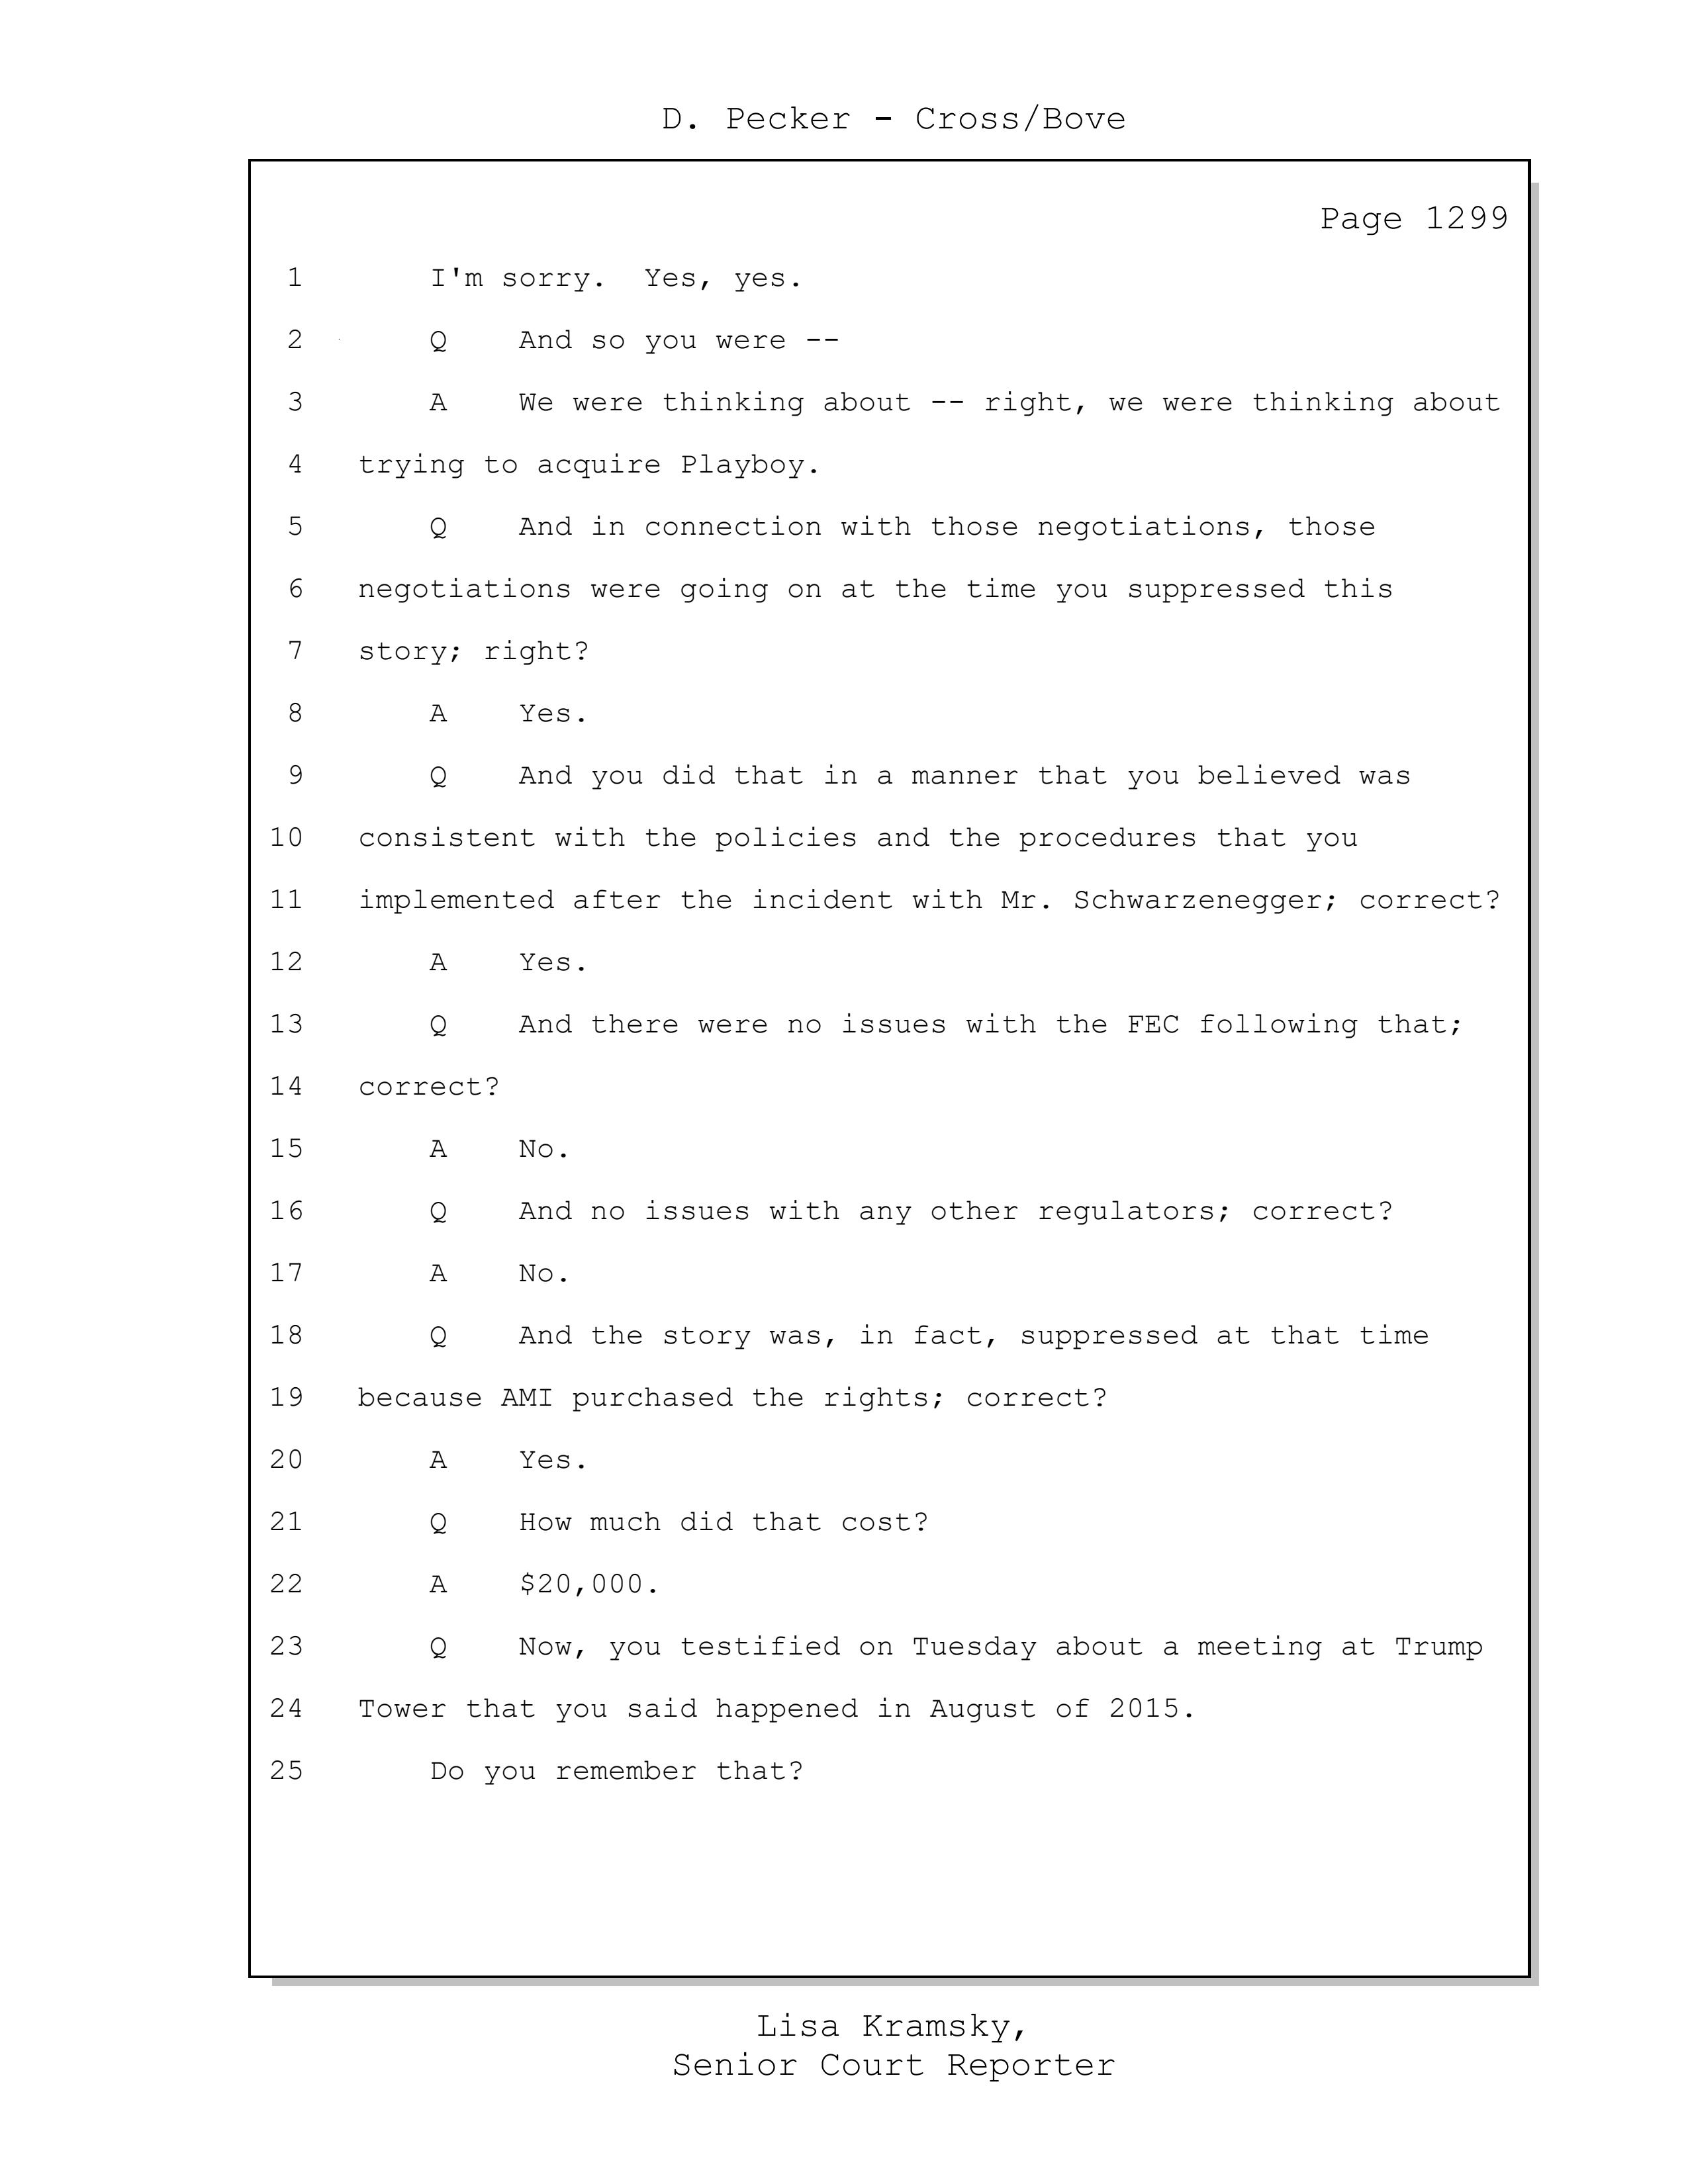 D. Pecker - Cross/Bove
Page 1299
1 I'm sorry. Yes, yes.
2 Q And so you were --
3 A We were thinking about -- right, we were thinking about
4 trying to acquire Playboy.
5 Q And in connection with those negotiations, those
6 negotiations were going on at the time you suppressed this
7 story; right?
8 A Yes.
9 Q And you did that in a manner that you believed was
10 consistent with the policies and the procedures that you
11 implemented after the incident with Mr. Schwarzenegger; correct?
12 A Yes.
13 Q And there were no issues with the FEC following that;
14 correct?
15 A No.
16 Q And no issues with any other regulators; correct?
17 A No.
18 Q And the story was, in fact, suppressed at that time
19 because AMI purchased the rights; correct?
20 A Yes.
21 Q How much did that cost?
22 A $20,000.
23 Q Now, you testified on Tuesday about a meeting at Trump
24 Tower that you said happened in August of 2015.
25 Do you remember that?
Lisa Kramsky,
Senior Court Reporter